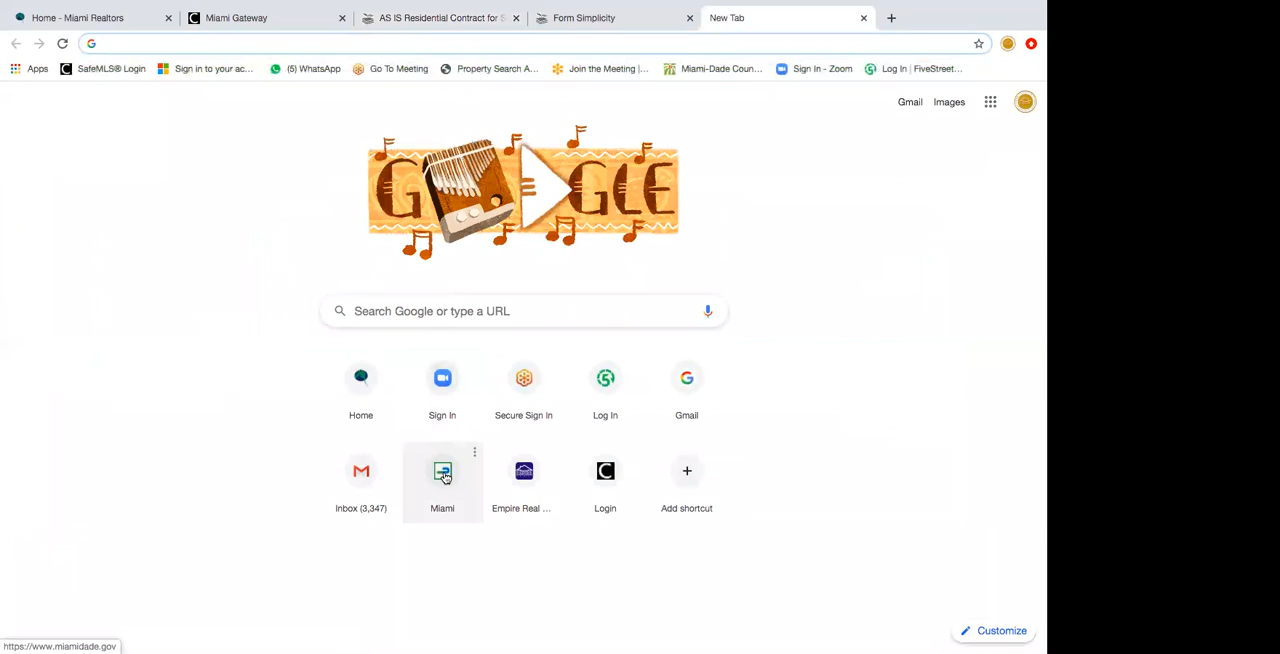 Home - Miami Realtors
Miami Gateway
AS IS Residential Contract for S
Form Simplicity
New Tab
Apps
SafeMLS® Login
Sign in to your ac...
(5) WhatsApp
Go To Meeting
Property Search A...
Join the Meeting |...
Miami-Dade Coun...
Sign In - Zoom
Log In | FiveStreet...
Gmail
Images
GOOGLE
Search Google or type a URL
Home
Sign In
Secure Sign In
Log In
Gmail
Inbox (3,347)
Miami
Empire Real ...
Login
Add shortcut
Customize
https://www.miamidade.gov